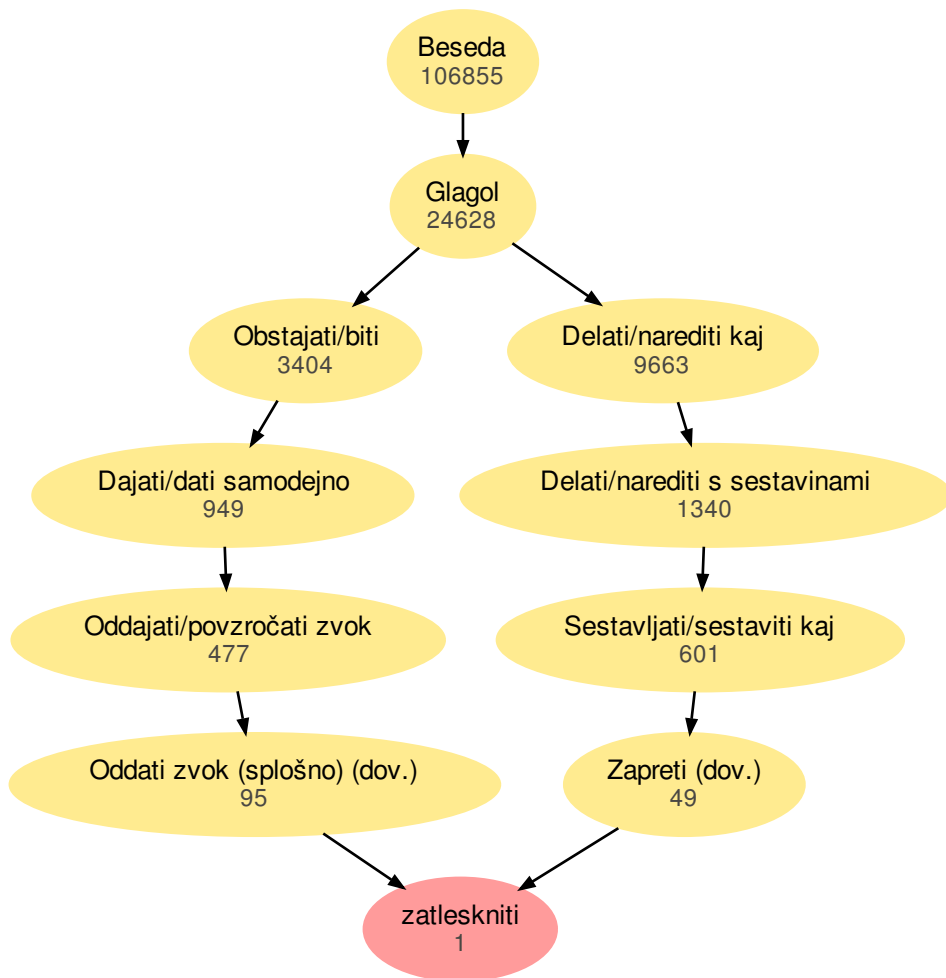 Beseda
106855
Glagol
24628
Obstajati/biti
3404
Delati/narediti kaj
9663
Dajati/dati samodejno
949
Delati/narediti s sestavinami
1340
Oddajati/povzročati zvok
477
Sestavljati/sestaviti kaj
601
Oddati zvok (splošno) (dov.)
95
Zapreti (dov.)
49
zatleskniti
1